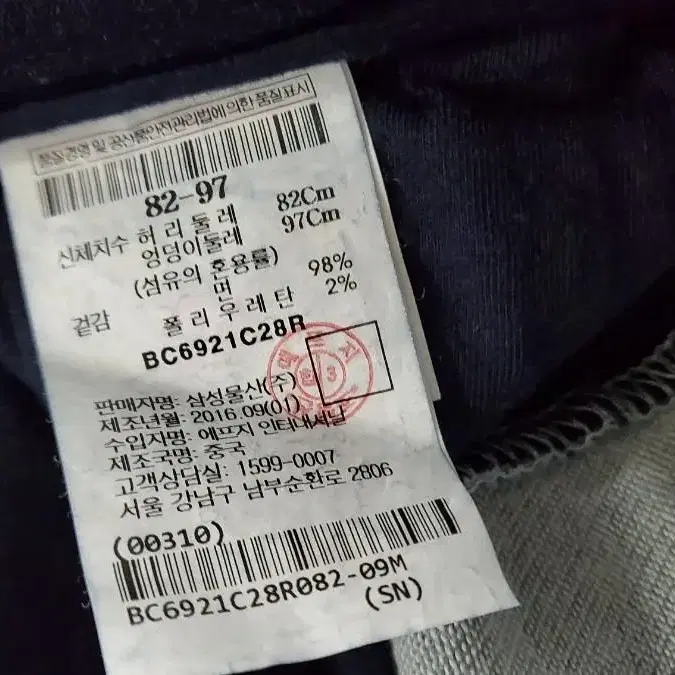 품질경영 및 공산품안전관리법에 의한 품질표시
82-97
신체치수 허리둘레 82Cm
엉덩이둘레 97Cm
(섬유의 혼용률)
겉감 면 98%
폴리우레탄 2%
BC6921C28R
판매자명: 삼성물산(주)
제조년월: 2016.09(01)
수입자명: 에프지 인터내셔날
제조국명: 중국
고객상담실: 1599-0007
서울 강남구 남부순환로 2806
(00310)
BC6921C28R082-09M
(SN)